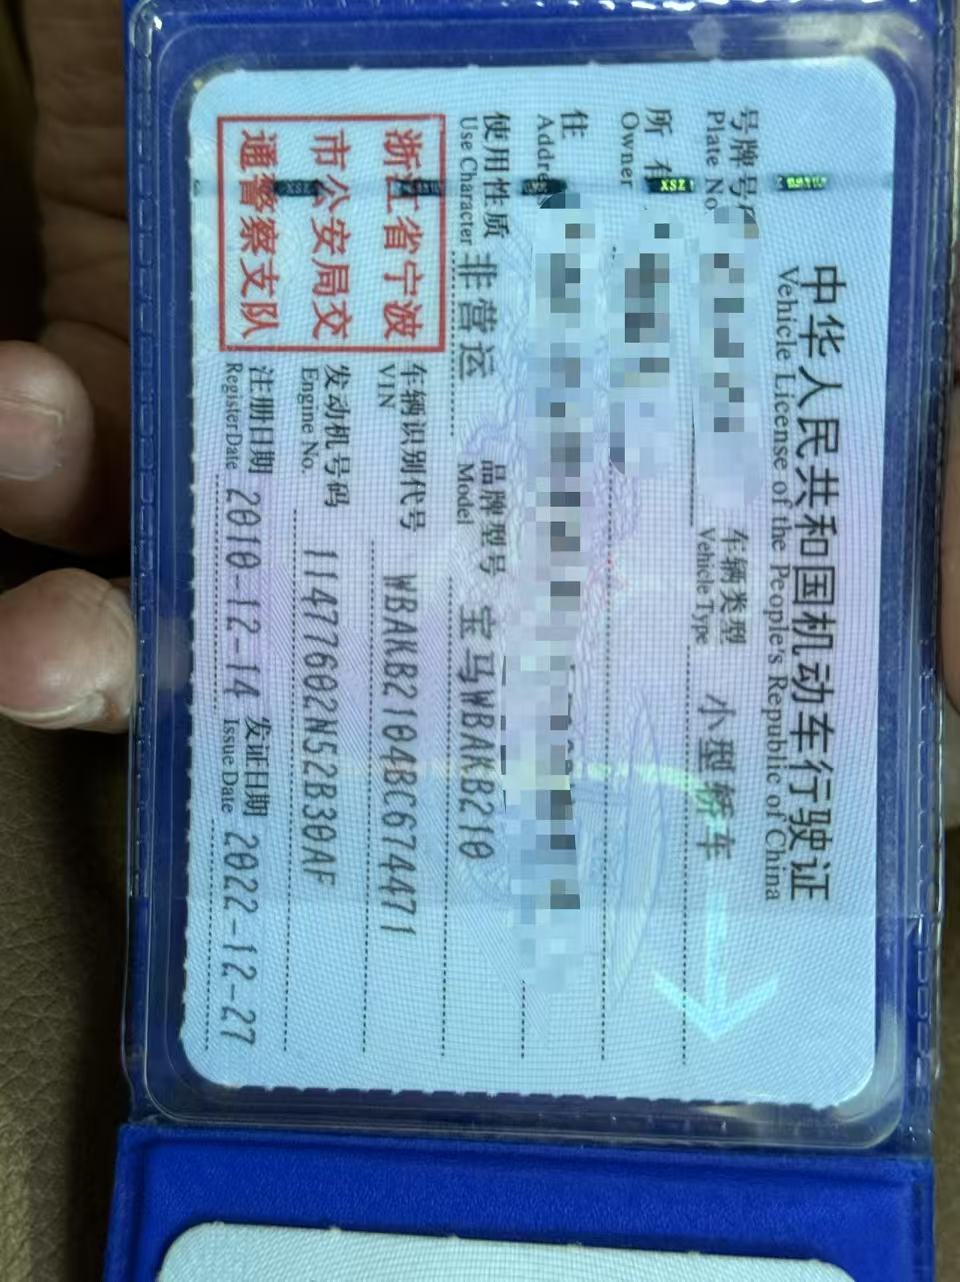 中华人民共和国机动车行驶证
Vehicle License of the People's Republic of China
号牌号码
Plate No
车辆类型 小型轿车
Vehicle Type
所
Owner
住
Addre
使用性质 非营运
Use Character
品牌型号 宝马WBAKB210
Model
浙江省宁波
市公安局交
通警察支队
车辆识别代号 WBAKB2104BC674471
VIN
发动机号码 11477602N52B30AF
Engine No.
注册日期 2010-12-14
Register Date
发证日期 2022-12-27
Issue Date
XSZ
XSZ